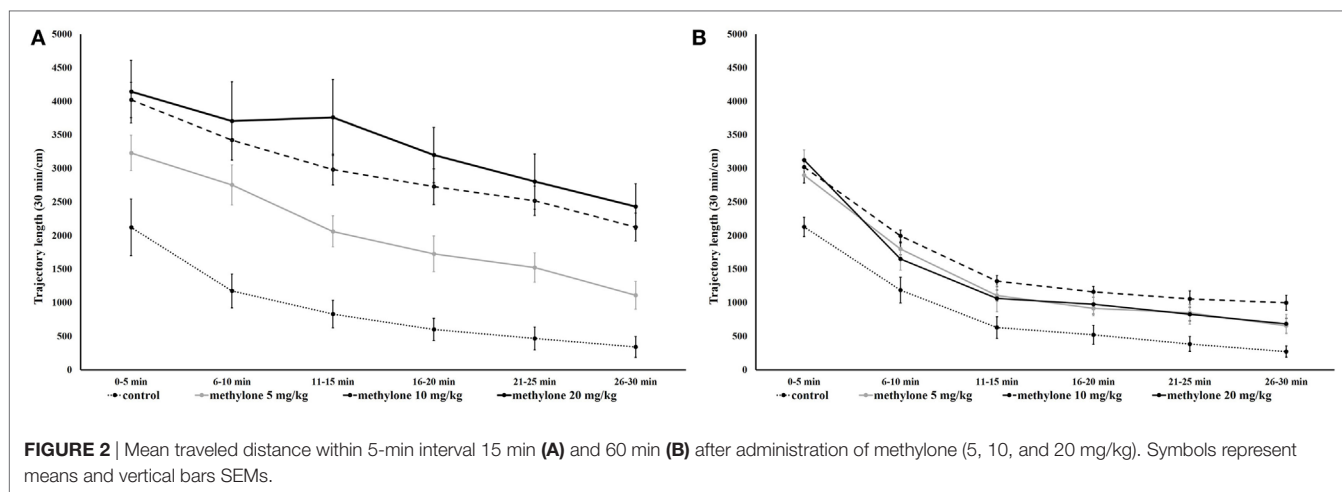 A
5000
4500
4000
3500
3000
2500
2000
1500
1000
500
0
Trajectory length (30 min/cm)
0-5 min 6-10 min 11-15 min 16-20 min 21-25 min 26-30 min
control methylone 5 mg/kg methylone 10 mg/kg methylone 20 mg/kg
B
5000
4500
4000
3500
3000
2500
2000
1500
1000
500
0
Trajectory length (30 min/cm)
0-5 min 6-10 min 11-15 min 16-20 min 21-25 min 26-30 min
control methylone 5 mg/kg methylone 10 mg/kg methylone 20 mg/kg
FIGURE 2 | Mean traveled distance within 5-min interval 15 min (A) and 60 min (B) after administration of methylone (5, 10, and 20 mg/kg). Symbols represent
means and vertical bars SEMs.